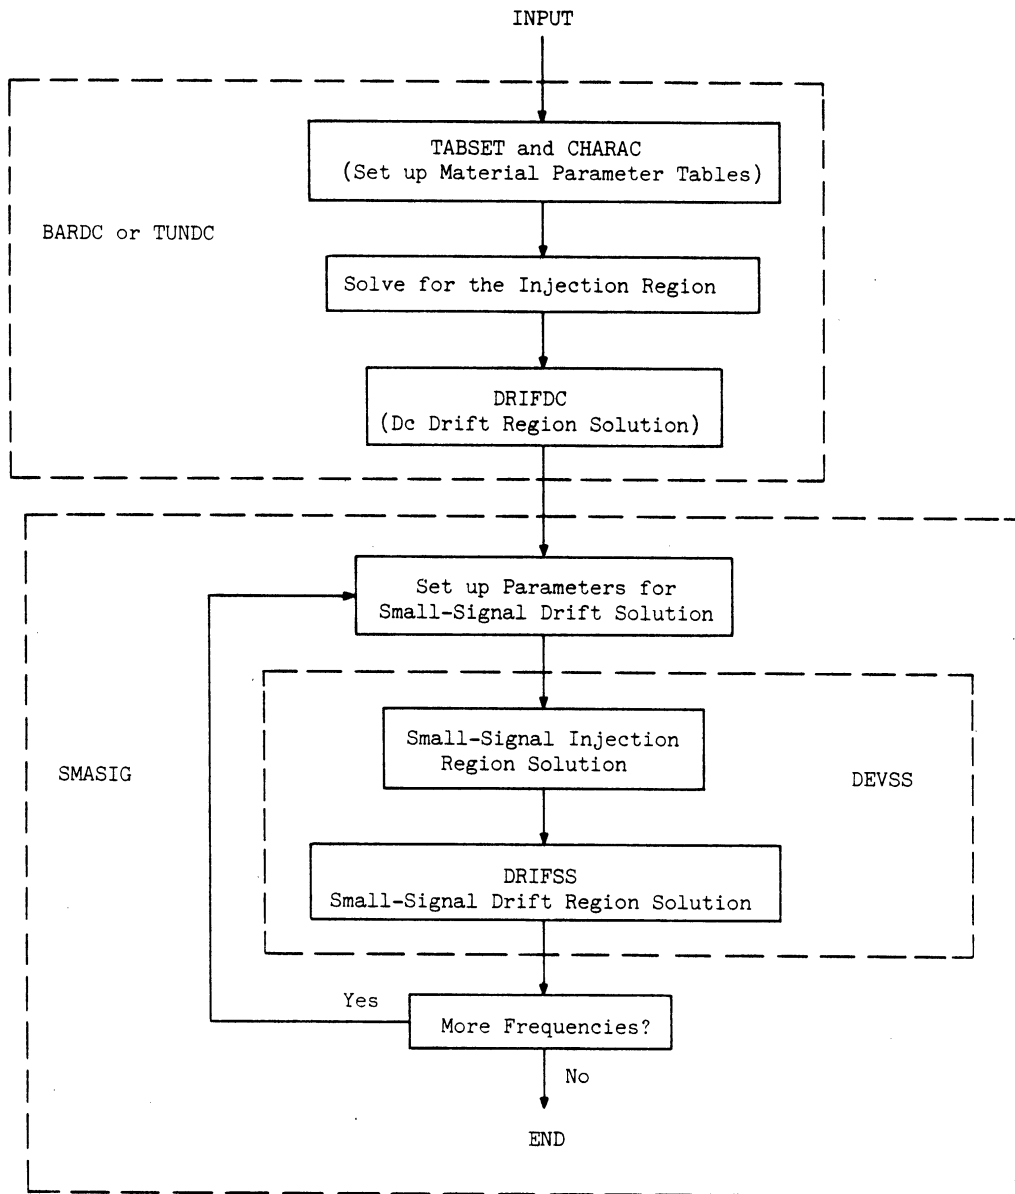 INPUT
TABSET and CHARAC
(Set up Material Parameter Tables)
BARDC or TUNDC
Solve for the Injection Region
DRIFDC
(Dc Drift Region Solution)
Set up Parameters for
Small-Signal Drift Solution
Small-Signal Injection
Region Solution
SMASIG
DEVSS
DRIFSS
Small-Signal Drift Region Solution
Yes
More Frequencies?
No
END